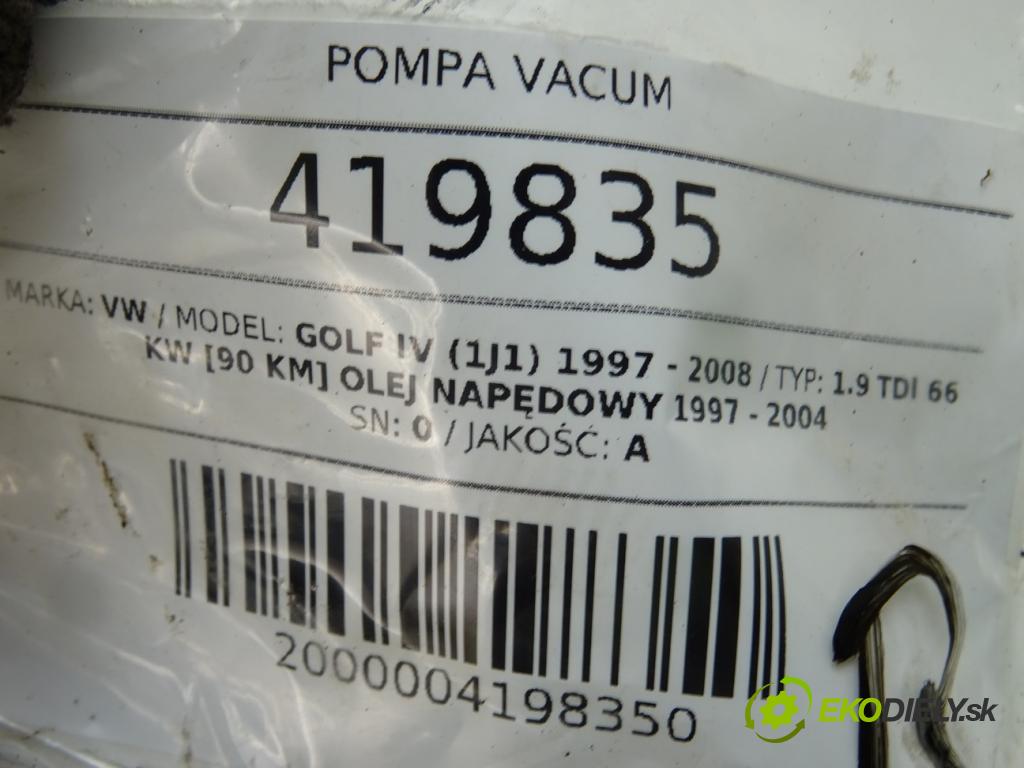 POMPA VACUM
419835
MARKA: VW / MODEL: GOLF IV (1J1) 1997 - 2008 / TYP: 1.9 TDI 66
KW [90 KM] OLEJ NAPĘDOWY 1997 - 2004
SN: 0 / JAKOŚĆ: A
2000004198350
EKODIELY.sk